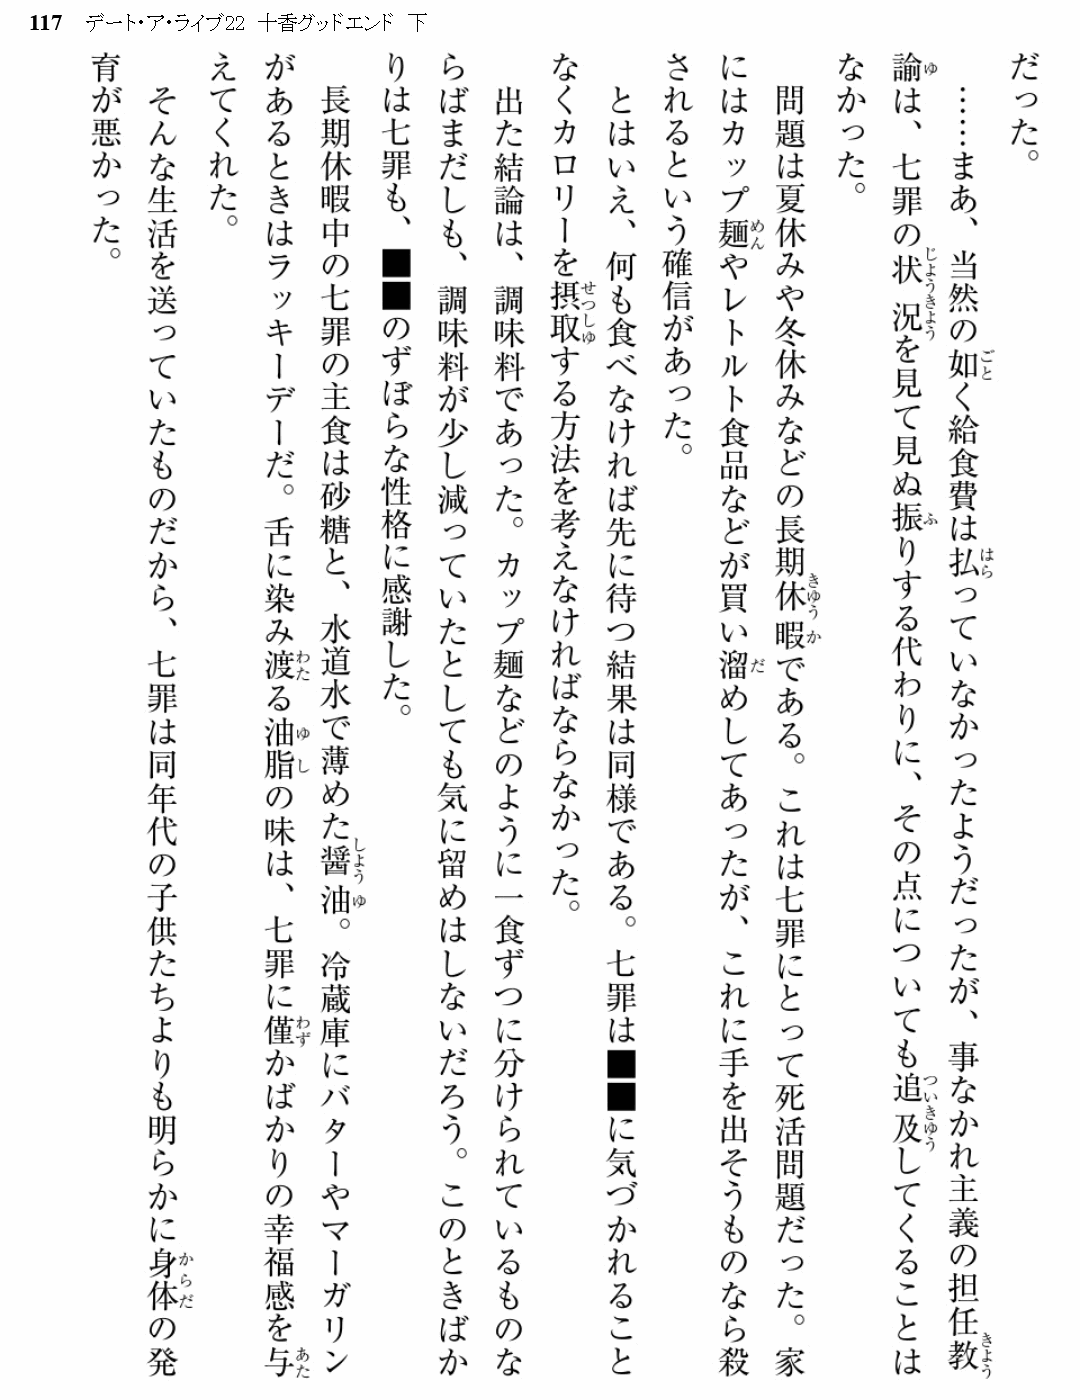 117　デート・ア・ライブ22　十香グッドエンド　下
だった。
……まあ、当然の如く給食費は払っていなかったようだったが、事なかれ主義の担任教
諭は、七罪の状況を見て見ぬ振りする代わりに、その点についても追及してくることは
なかった。
問題は夏休みや冬休みなどの長期休暇である。これは七罪にとって死活問題だった。家
にはカップ麺やレトルト食品などが買い溜めしてあったが、これに手を出そうものなら殺
されるという確信があった。
とはいえ、何も食べなければ先に待つ結果は同様である。七罪は■■に気づかれること
なくカロリーを摂取する方法を考えなければならなかった。
出た結論は、調味料であった。カップ麺などのように一食ずつに分けられているものな
らばまだしも、調味料が少し減っていたとしても気に留めはしないだろう。このときばか
りは七罪も、■■のずぼらな性格に感謝した。
長期休暇中の七罪の主食は砂糖と、水道水で薄めた醤油。冷蔵庫にバターやマーガリン
があるときはラッキーデーだ。舌に染み渡る油脂の味は、七罪に僅かばかりの幸福感を与
えてくれた。
そんな生活を送っていたものだから、七罪は同年代の子供たちよりも明らかに身体の発
育が悪かった。